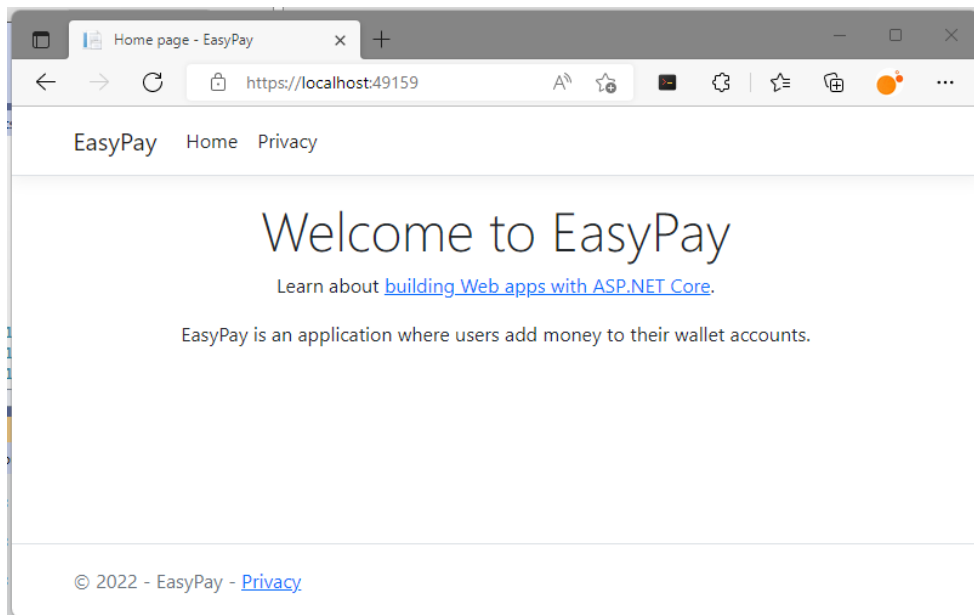 Home page - EasyPay
https://localhost:49159
EasyPay Home Privacy
Welcome to EasyPay
Learn about building Web apps with ASP.NET Core.
EasyPay is an application where users add money to their wallet accounts.
© 2022 - EasyPay - Privacy